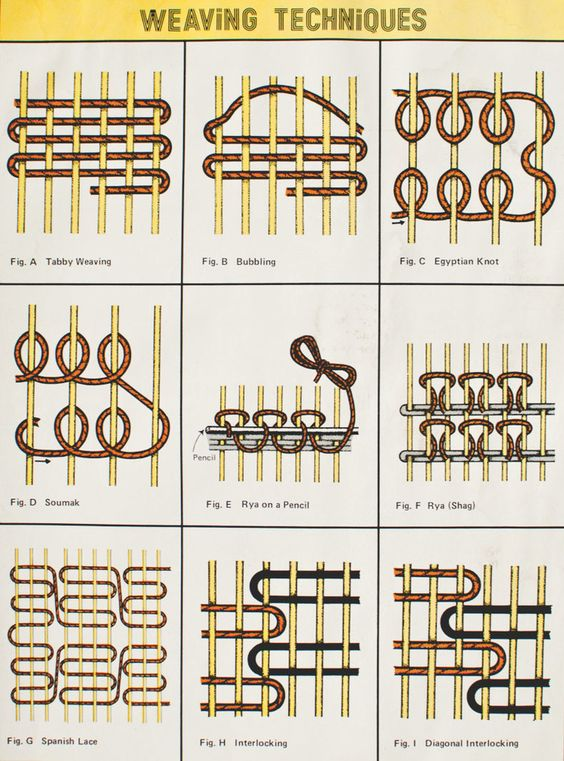 WEAViNG TECHNiQUES
Fig. A Tabby Weaving
Fig. B Bubbling
Fig. C Egyptian Knot
Fig. D Soumak
Pencil
Fig. E Rya on a Pencil
Fig. F Rya (Shag)
Fig. G Spanish Lace
Fig. H Interlocking
Fig. I Diagonal Interlocking